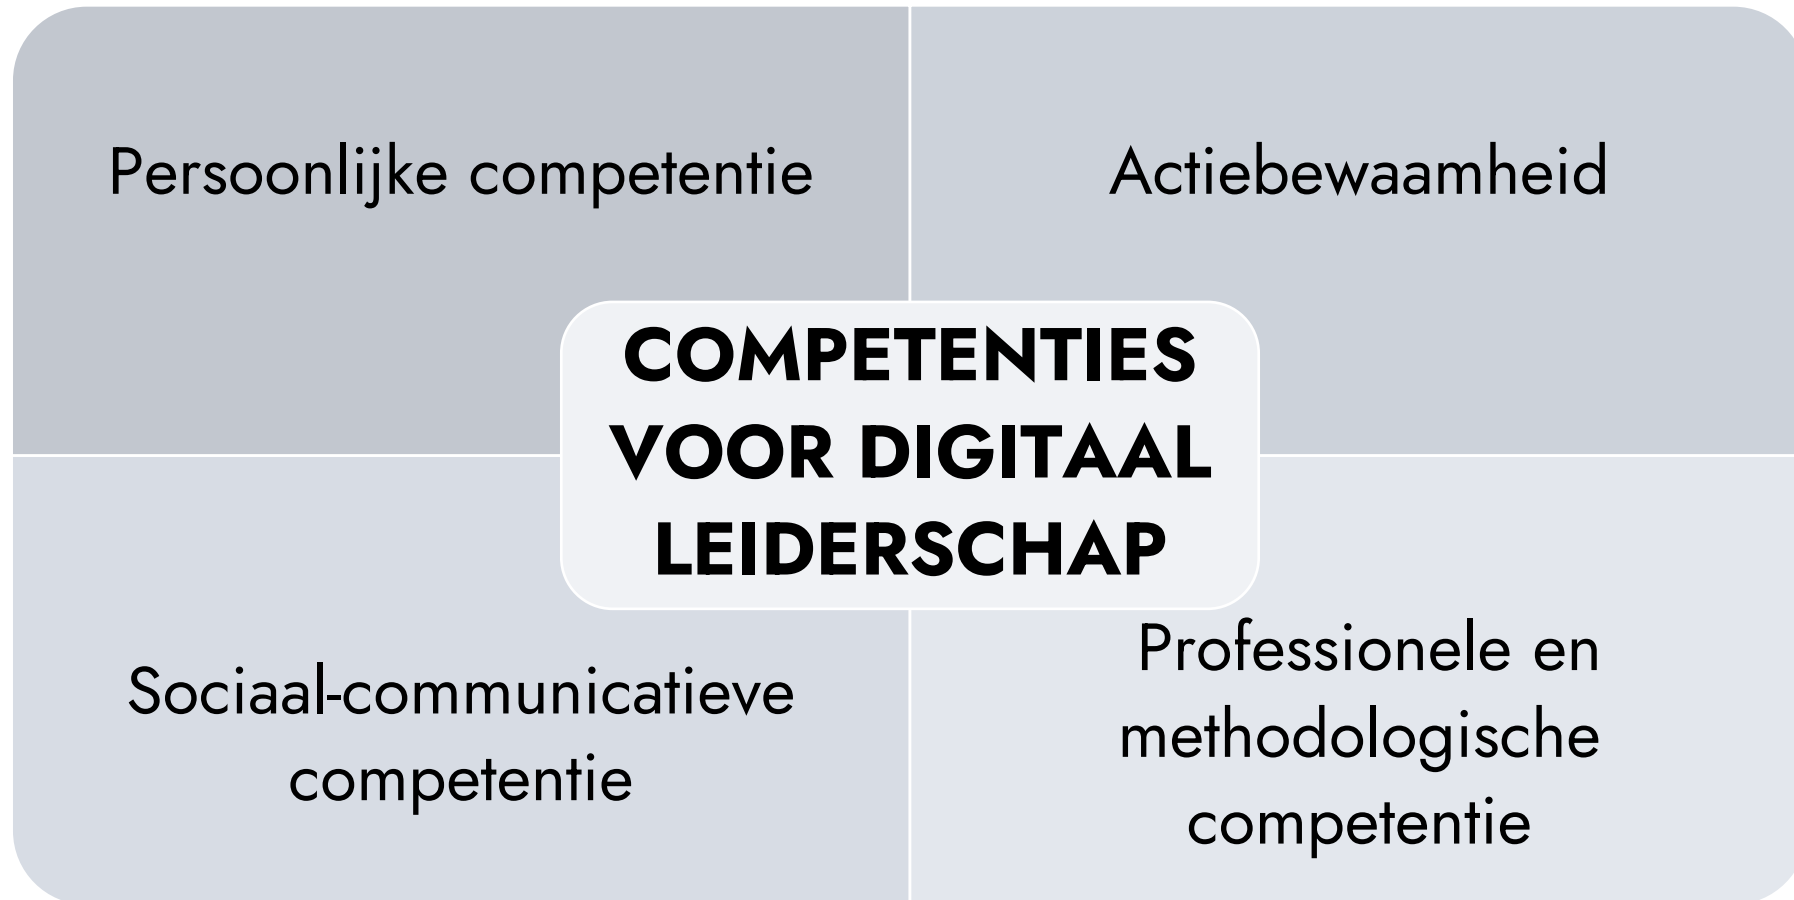 Persoonlijke competentie
Actiebewaamheid
COMPETENTIES
VOOR DIGITAAL
LEIDERSCHAP
Sociaal-communicatieve
competentie
Professionele en
methodologische
competentie